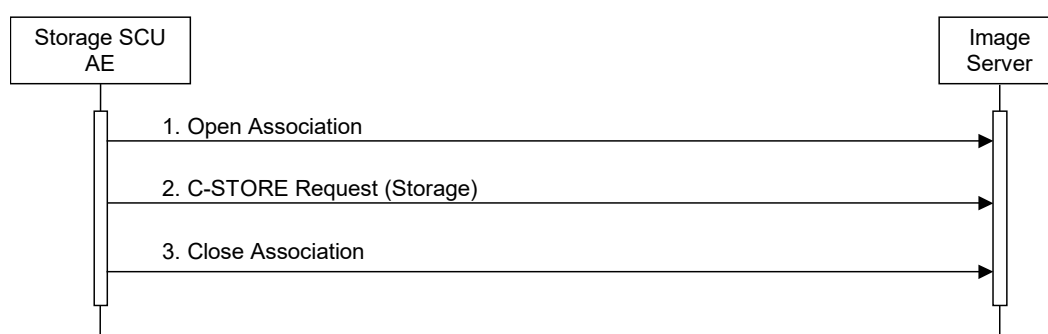 Storage SCU
AE
Image
Server
1. Open Association
2. C-STORE Request (Storage)
3. Close Association